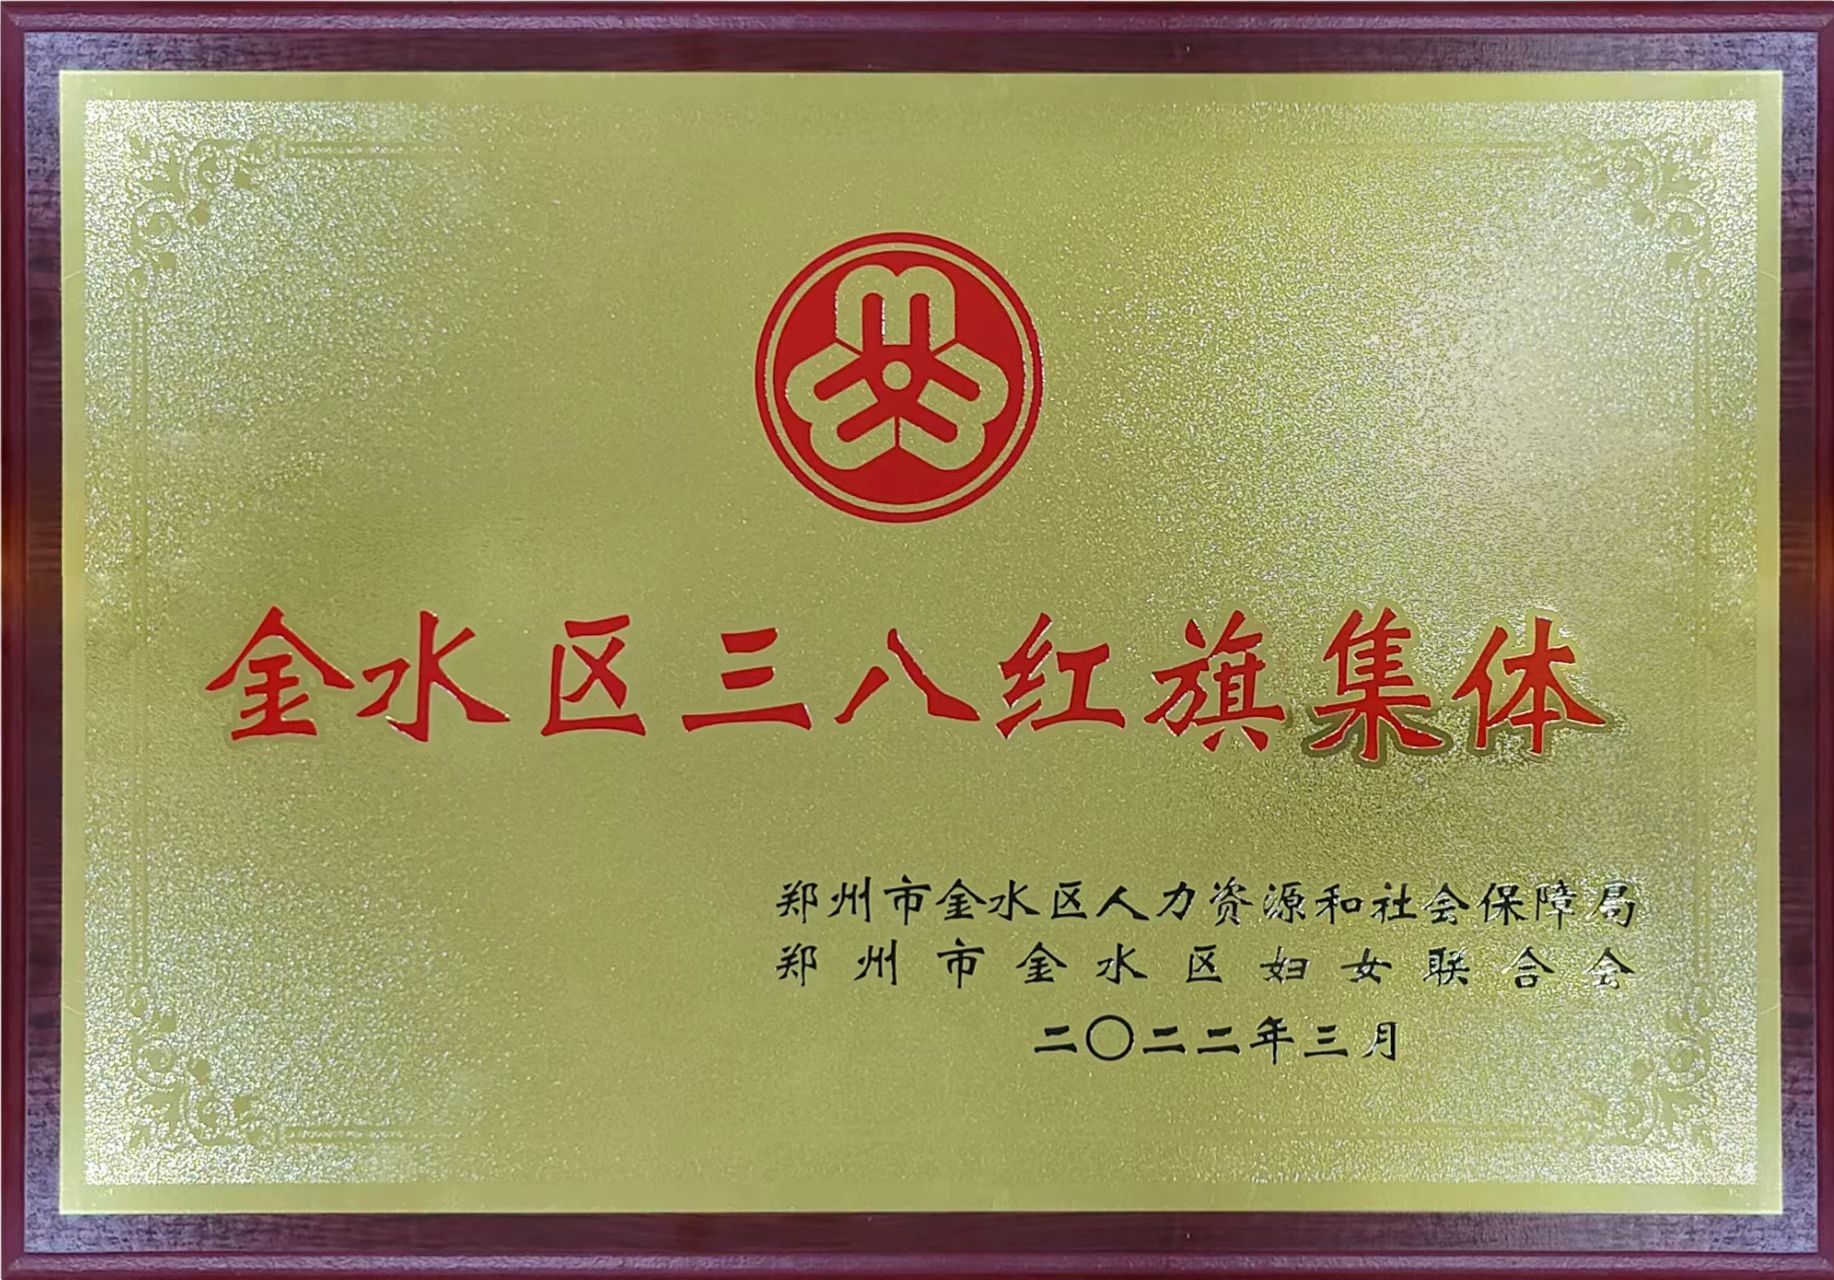 金水区三八红旗集体
郑州市金水区人力资源和社会保障局
郑州市金水区妇女联合会
二〇二二年三月